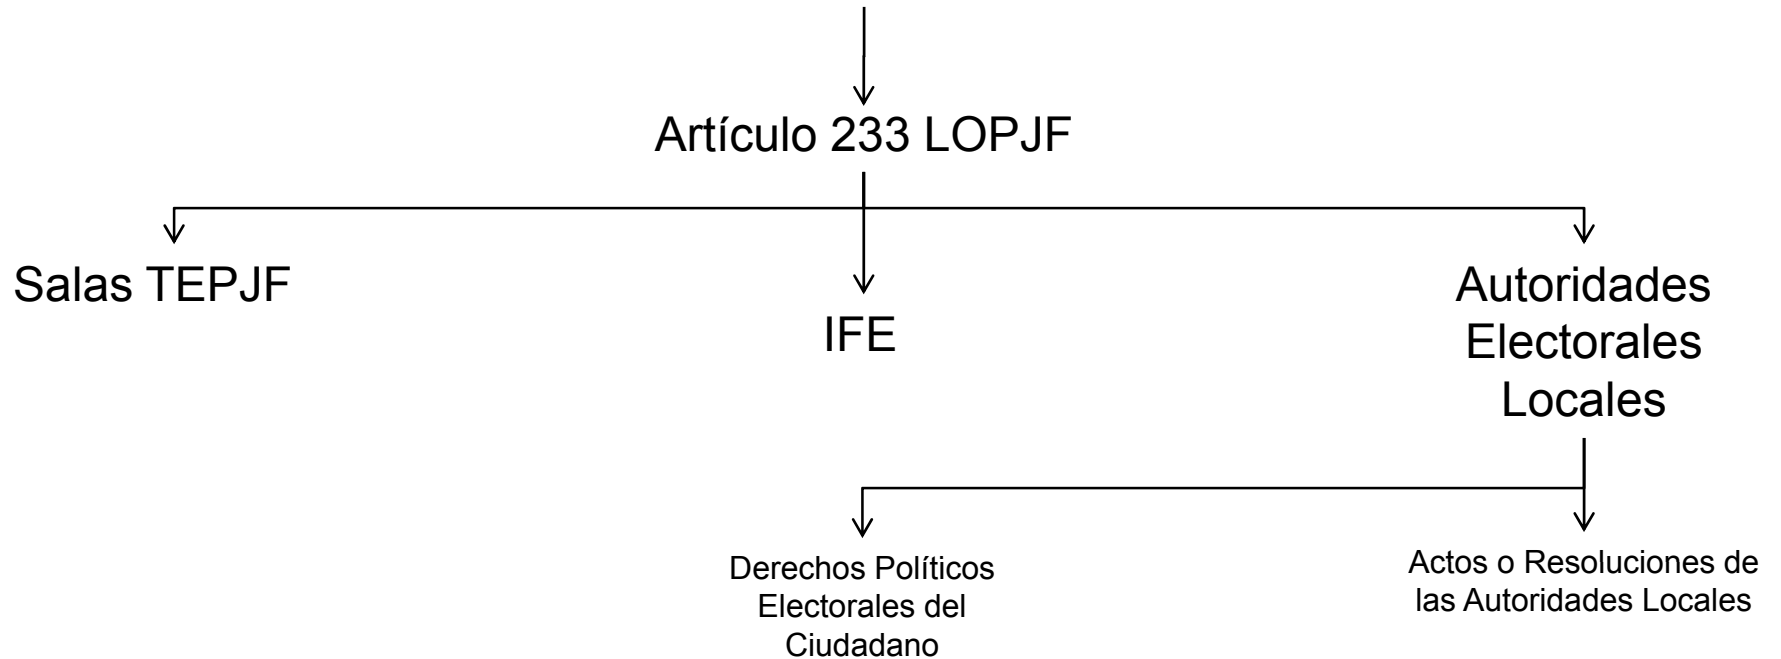 Artículo 233 LOPJF
Salas TEPJF
IFE
Autoridades
Electorales
Locales
Derechos Políticos
Electorales del
Ciudadano
Actos o Resoluciones de
las Autoridades Locales